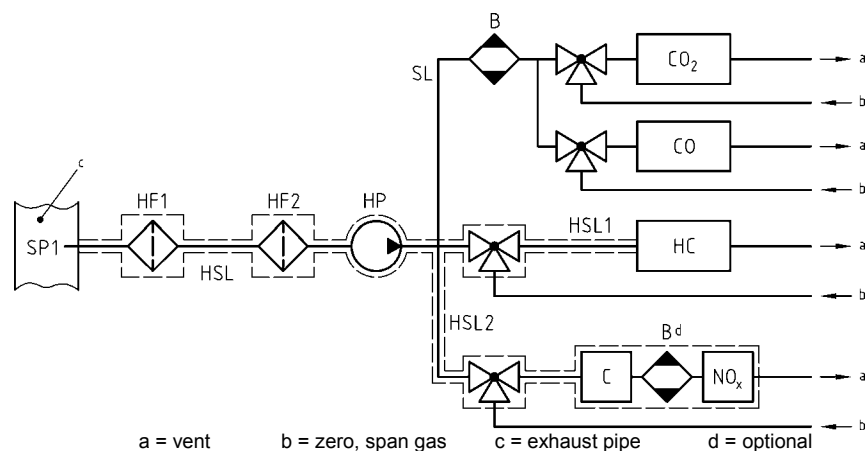 B
SL
CO₂
a
b
CO
a
b
c
HF1
HF2
HP
SP1
HSL
HSL1
HC
a
b
HSL2
B d
C
NOₓ
a
b
a = vent b = zero, span gas c = exhaust pipe d = optional